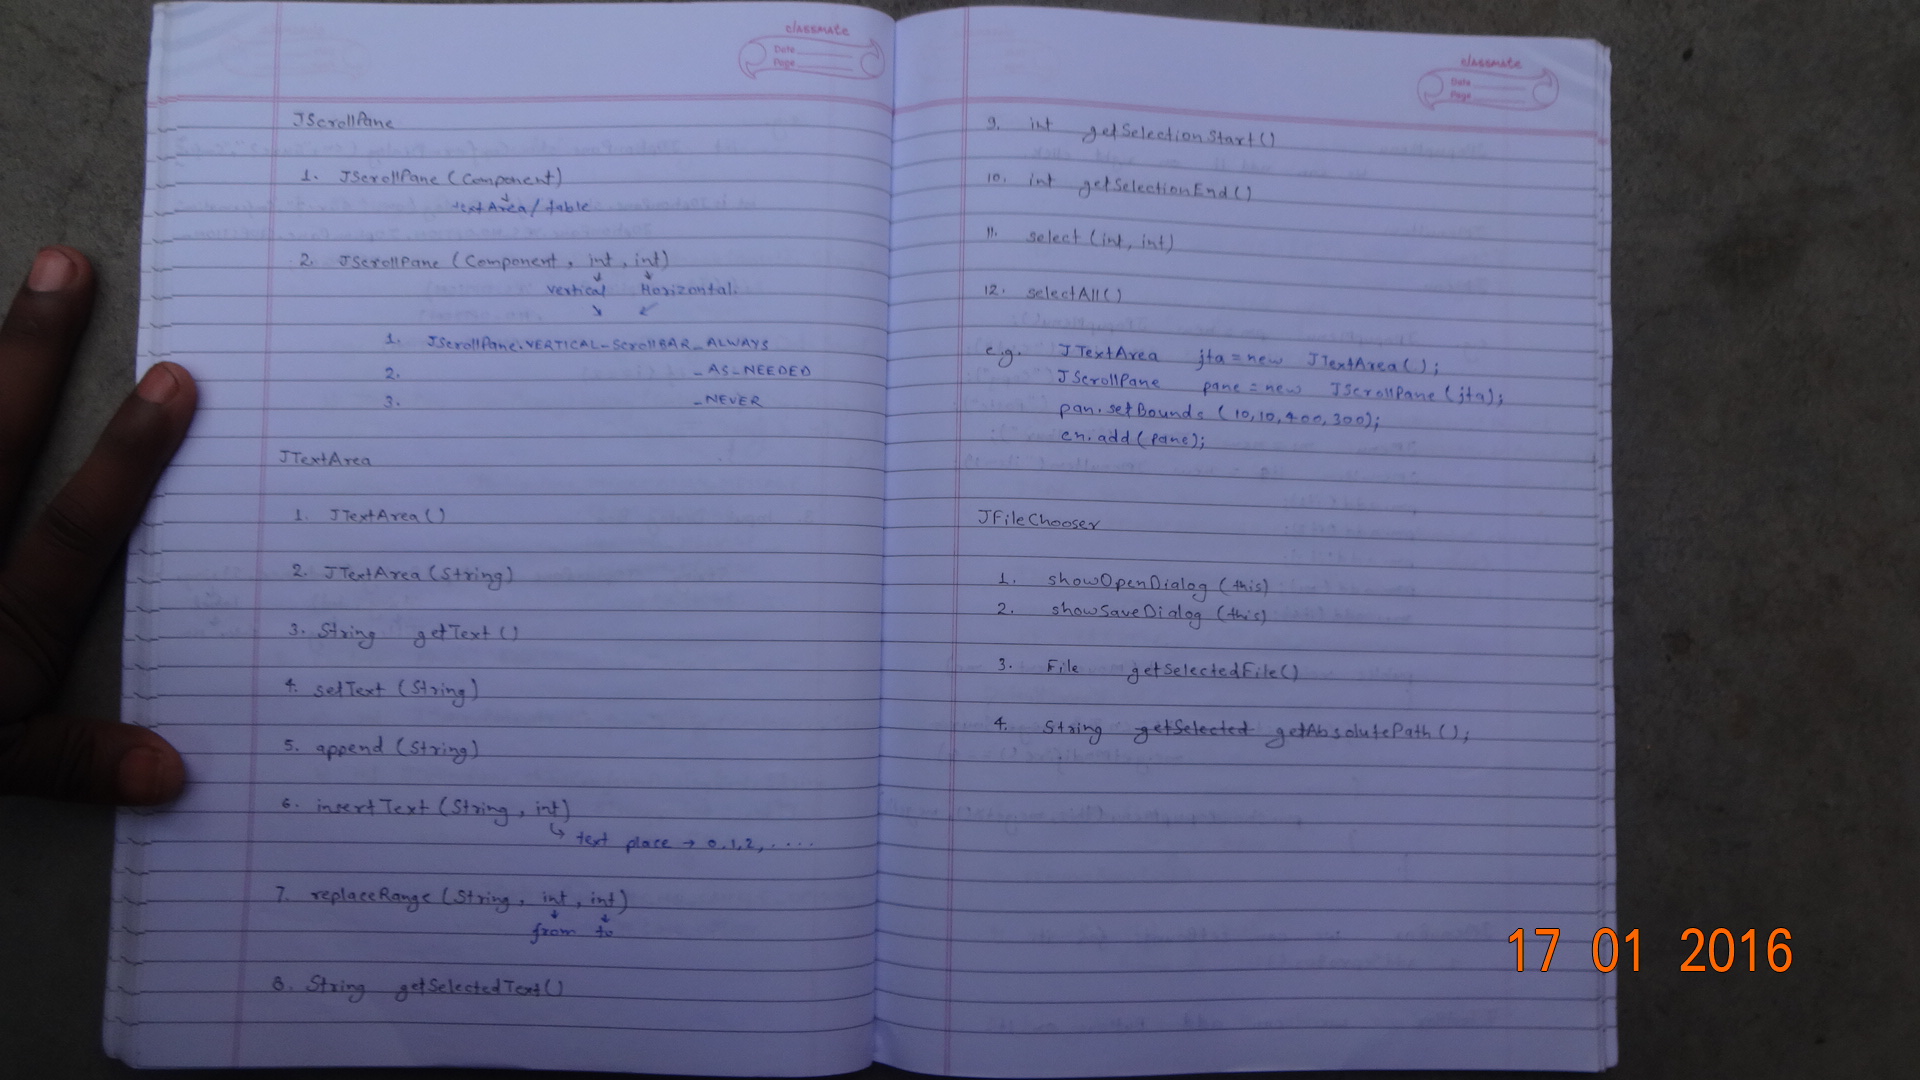 classmate
Date
Page
JScrollPane
1. JScrollPane (Component)
textArea/table
2. JScrollPane (Component, int, int)
vertical Horizontal.
1. JScrollPane.VERTICAL_ScrollBAR_ALWAYS
2. _AS_NEEDED
3. _NEVER
JTextArea
1. JTextArea()
2. JTextArea(String)
3. String getText()
4. setText (String)
5. append (String)
6. insertText (String, int)
text place → 0,1,2, ....
7. replaceRange (String, int, int)
from to
8. String getSelectedText()
classmate
Date
Page
9. int getSelectionStart()
10. int getSelectionEnd()
11. select (int, int)
12. selectAll()
e.g. JTextArea jta = new JTextArea();
JScrollPane pane = new JScrollPane (jta);
pan.setBounds (10,10,400,300);
cn.add (pane);
JFileChooser
1. showOpenDialog (this)
2. showSaveDialog (this)
3. File getSelectedFile()
4. String getSelected getAbsolutePath();
17 01 2016